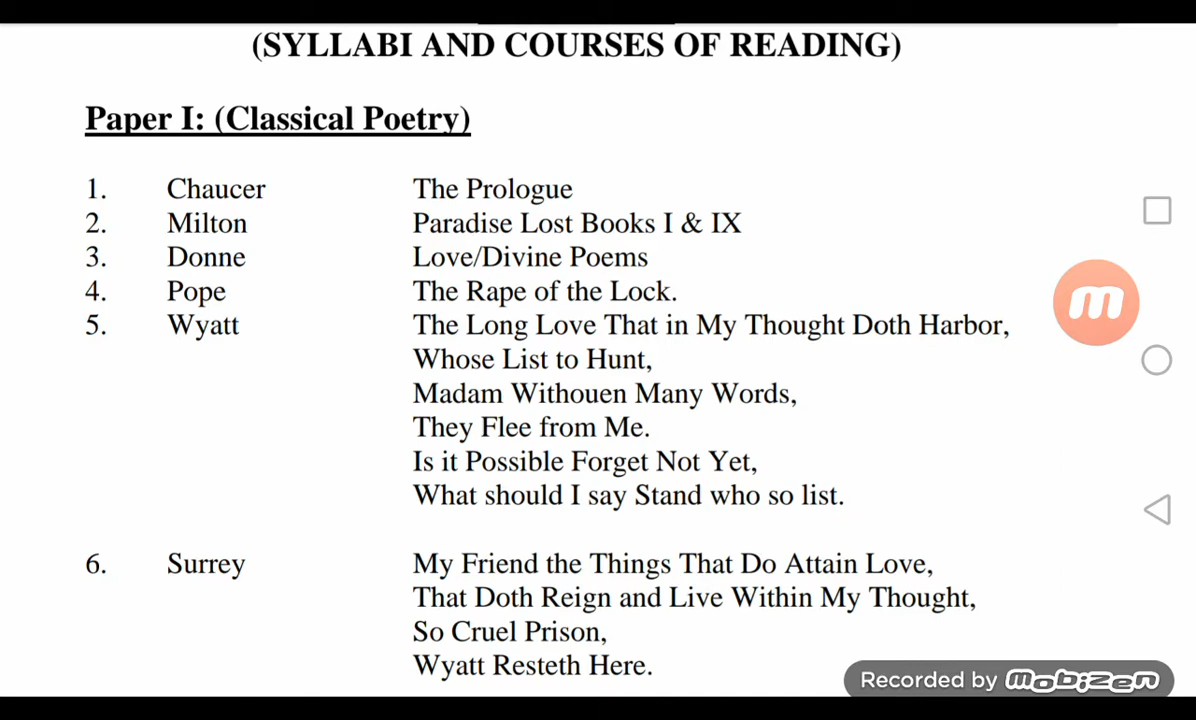 (SYLLABI AND COURSES OF READING)
Paper I: (Classical Poetry)
1. Chaucer The Prologue
2. Milton Paradise Lost Books I & IX
3. Donne Love/Divine Poems
4. Pope The Rape of the Lock.
5. Wyatt The Long Love That in My Thought Doth Harbor,
Whose List to Hunt,
Madam Withouen Many Words,
They Flee from Me.
Is it Possible Forget Not Yet,
What should I say Stand who so list.
6. Surrey My Friend the Things That Do Attain Love,
That Doth Reign and Live Within My Thought,
So Cruel Prison,
Wyatt Resteth Here.
Recorded by mobizen